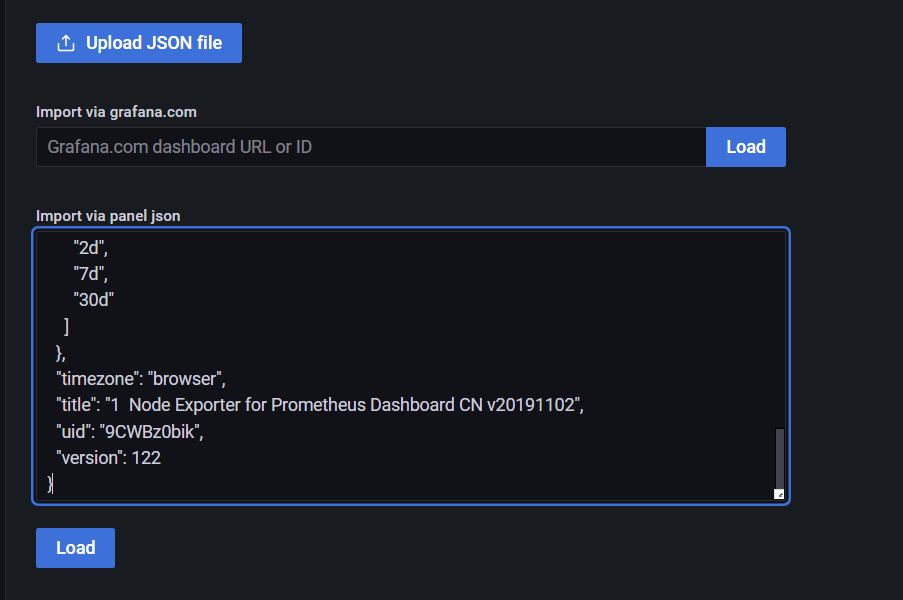 Upload JSON file
Import via grafana.com
Grafana.com dashboard URL or ID
Load
Import via panel json
"2d",
"7d",
"30d"
]
},
"timezone": "browser",
"title": "1  Node Exporter for Prometheus Dashboard CN v20191102",
"uid": "9CWBz0bik",
"version": 122
}
Load